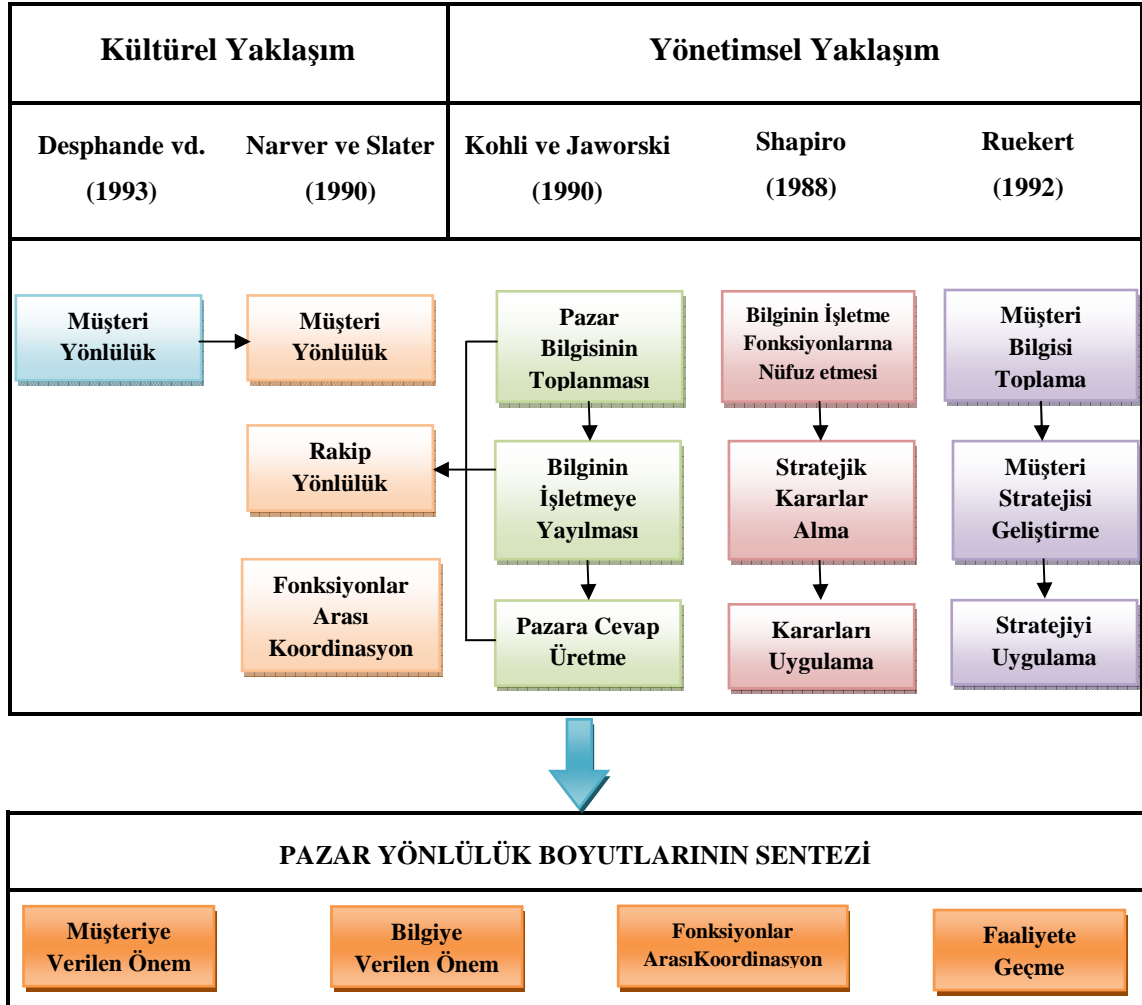 Kültürel Yaklaşım
Yönetimsel Yaklaşım
Desphande vd.
(1993)
Narver ve Slater
(1990)
Kohli ve Jaworski
(1990)
Shapiro
(1988)
Ruekert
(1992)
Müşteri
Yönlülük
Müşteri
Yönlülük
Rakip
Yönlülük
Fonksiyonlar
Arası
Koordinasyon
Pazar
Bilgisinin
Toplanması
Bilginin
İşletmeye
Yayılması
Pazara Cevap
Üretme
Bilginin İşletme
Fonksiyonlarına
Nüfuz etmesi
Stratejik
Kararlar
Alma
Kararları
Uygulama
Müşteri
Bilgisi
Toplama
Müşteri
Stratejisi
Geliştirme
Stratejiyi
Uygulama
PAZAR YÖNLÜLÜK BOYUTLARININ SENTEZİ
Müşteriye
Verilen Önem
Bilgiye
Verilen Önem
Fonksiyonlar
ArasıKoordinasyon
Faaliyete
Geçme